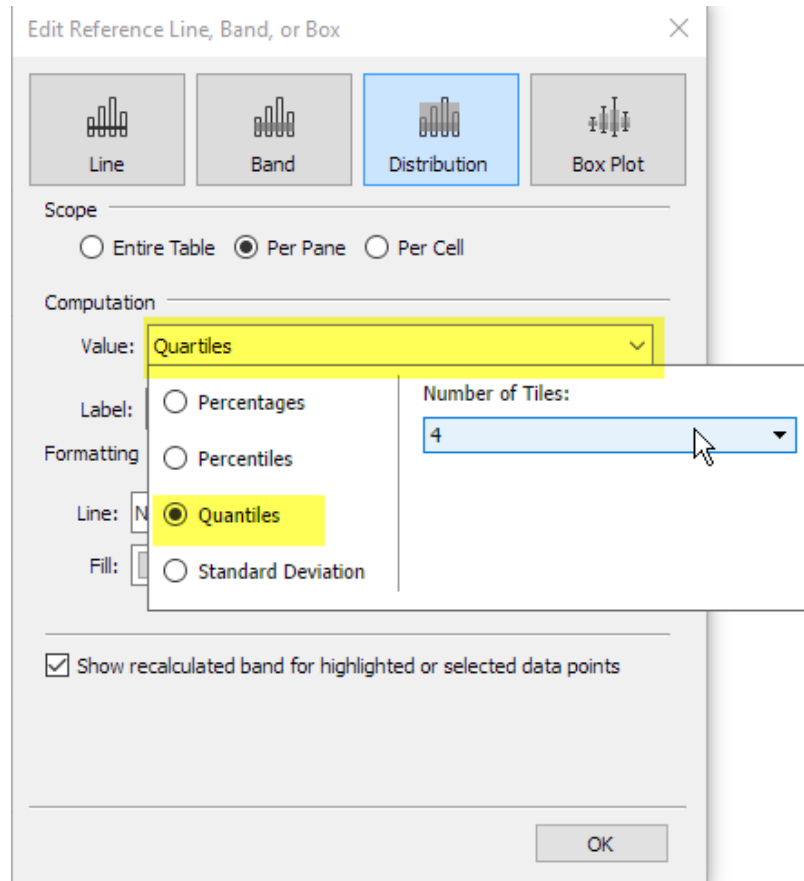 Edit Reference Line, Band, or Box
Line Band Distribution Box Plot
Scope
Entire Table Per Pane Per Cell
Computation
Value: Quartiles
Number of Tiles:
Percentages
Label:
4
Formatting
Percentiles
Line: N
Quantiles
Fill:
Standard Deviation
Show recalculated band for highlighted or selected data points
OK